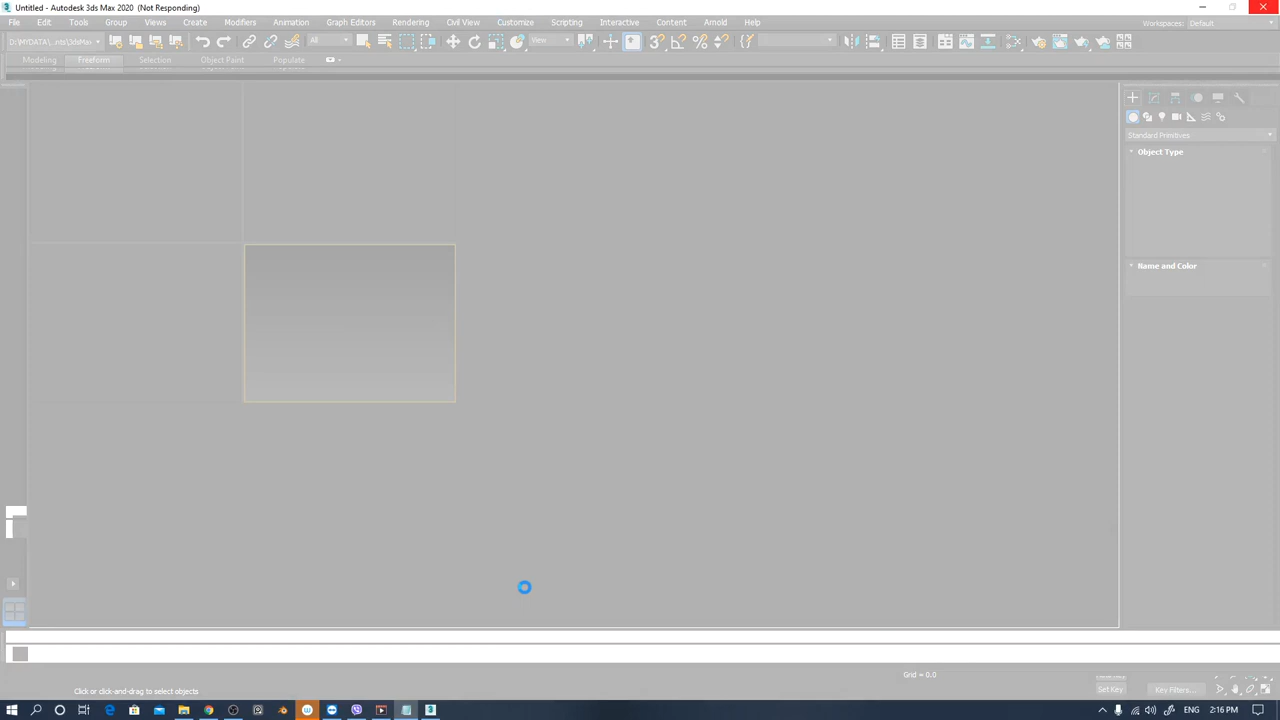 Untitled - Autodesk 3ds Max 2020 (Not Responding)
File Edit Tools Group Views Create Modifiers Animation Graph Editors Rendering Civil View Customize Scripting Interactive Content Arnold Help
Workspaces: Default
D:\MYDATA\...nts\3dsMa
All
View
Modeling Freeform Selection Object Paint Populate
Standard Primitives
Object Type
Name and Color
Grid = 0.0
Click or click-and-drag to select objects
Set Key
Key Filters...
ENG 2:16 PM